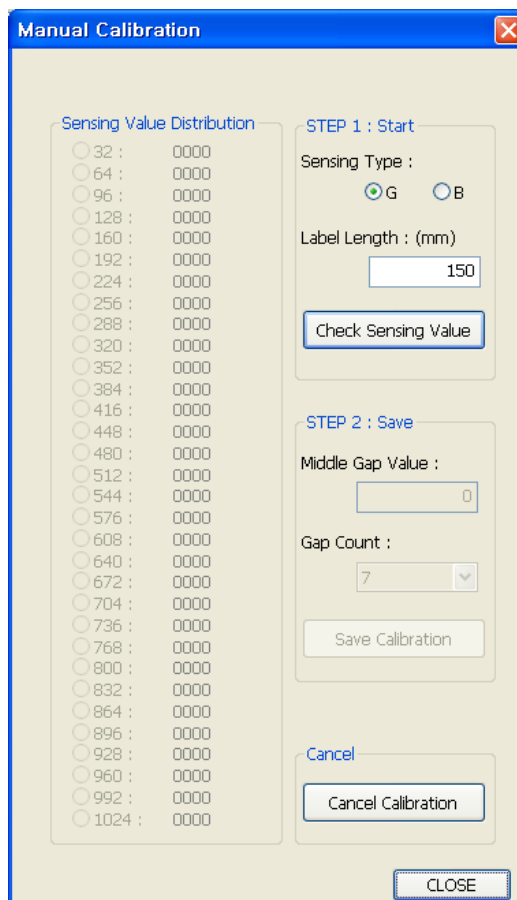 Manual Calibration
Sensing Value Distribution
32 : 0000
64 : 0000
96 : 0000
128 : 0000
160 : 0000
192 : 0000
224 : 0000
256 : 0000
288 : 0000
320 : 0000
352 : 0000
384 : 0000
416 : 0000
448 : 0000
480 : 0000
512 : 0000
544 : 0000
576 : 0000
608 : 0000
640 : 0000
672 : 0000
704 : 0000
736 : 0000
768 : 0000
800 : 0000
832 : 0000
864 : 0000
896 : 0000
928 : 0000
960 : 0000
992 : 0000
1024 : 0000
STEP 1 : Start
Sensing Type :
G B
Label Length : (mm)
150
Check Sensing Value
STEP 2 : Save
Middle Gap Value :
0
Gap Count :
7
Save Calibration
Cancel
Cancel Calibration
CLOSE